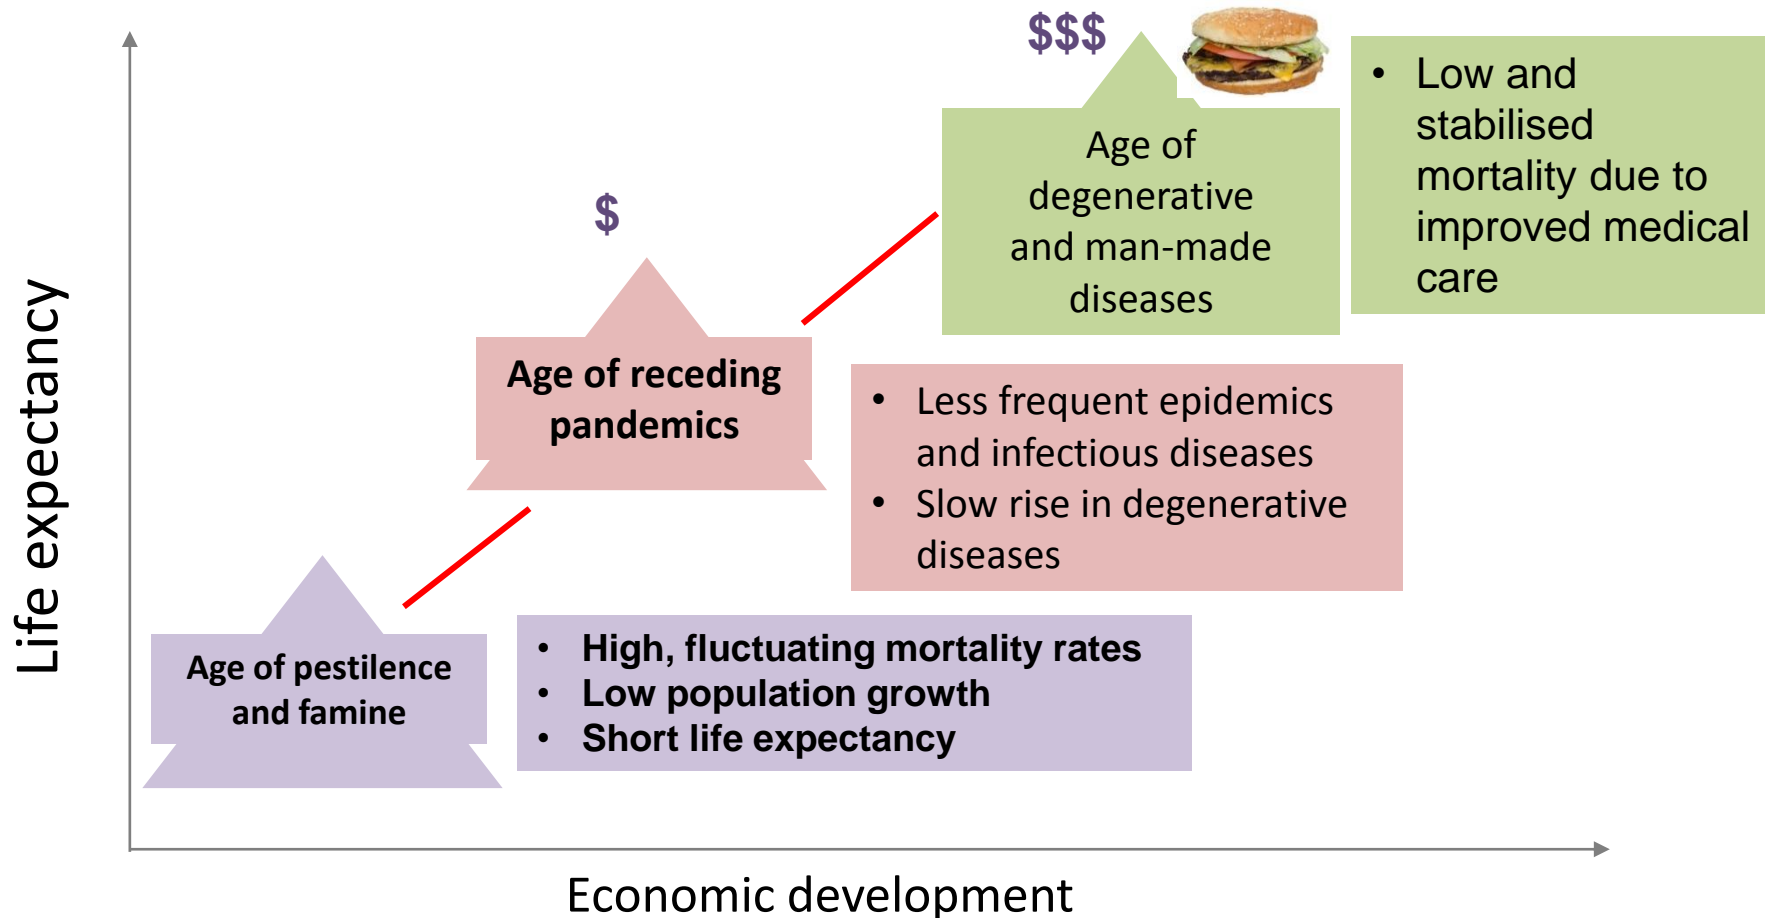 $$$
Age of
degenerative
and man-made
diseases
• Low and
stabilised
mortality due to
improved medical
care
$
Age of receding
pandemics
• Less frequent epidemics
and infectious diseases
• Slow rise in degenerative
diseases
Age of pestilence
and famine
• High, fluctuating mortality rates
• Low population growth
• Short life expectancy
Life expectancy
Economic development